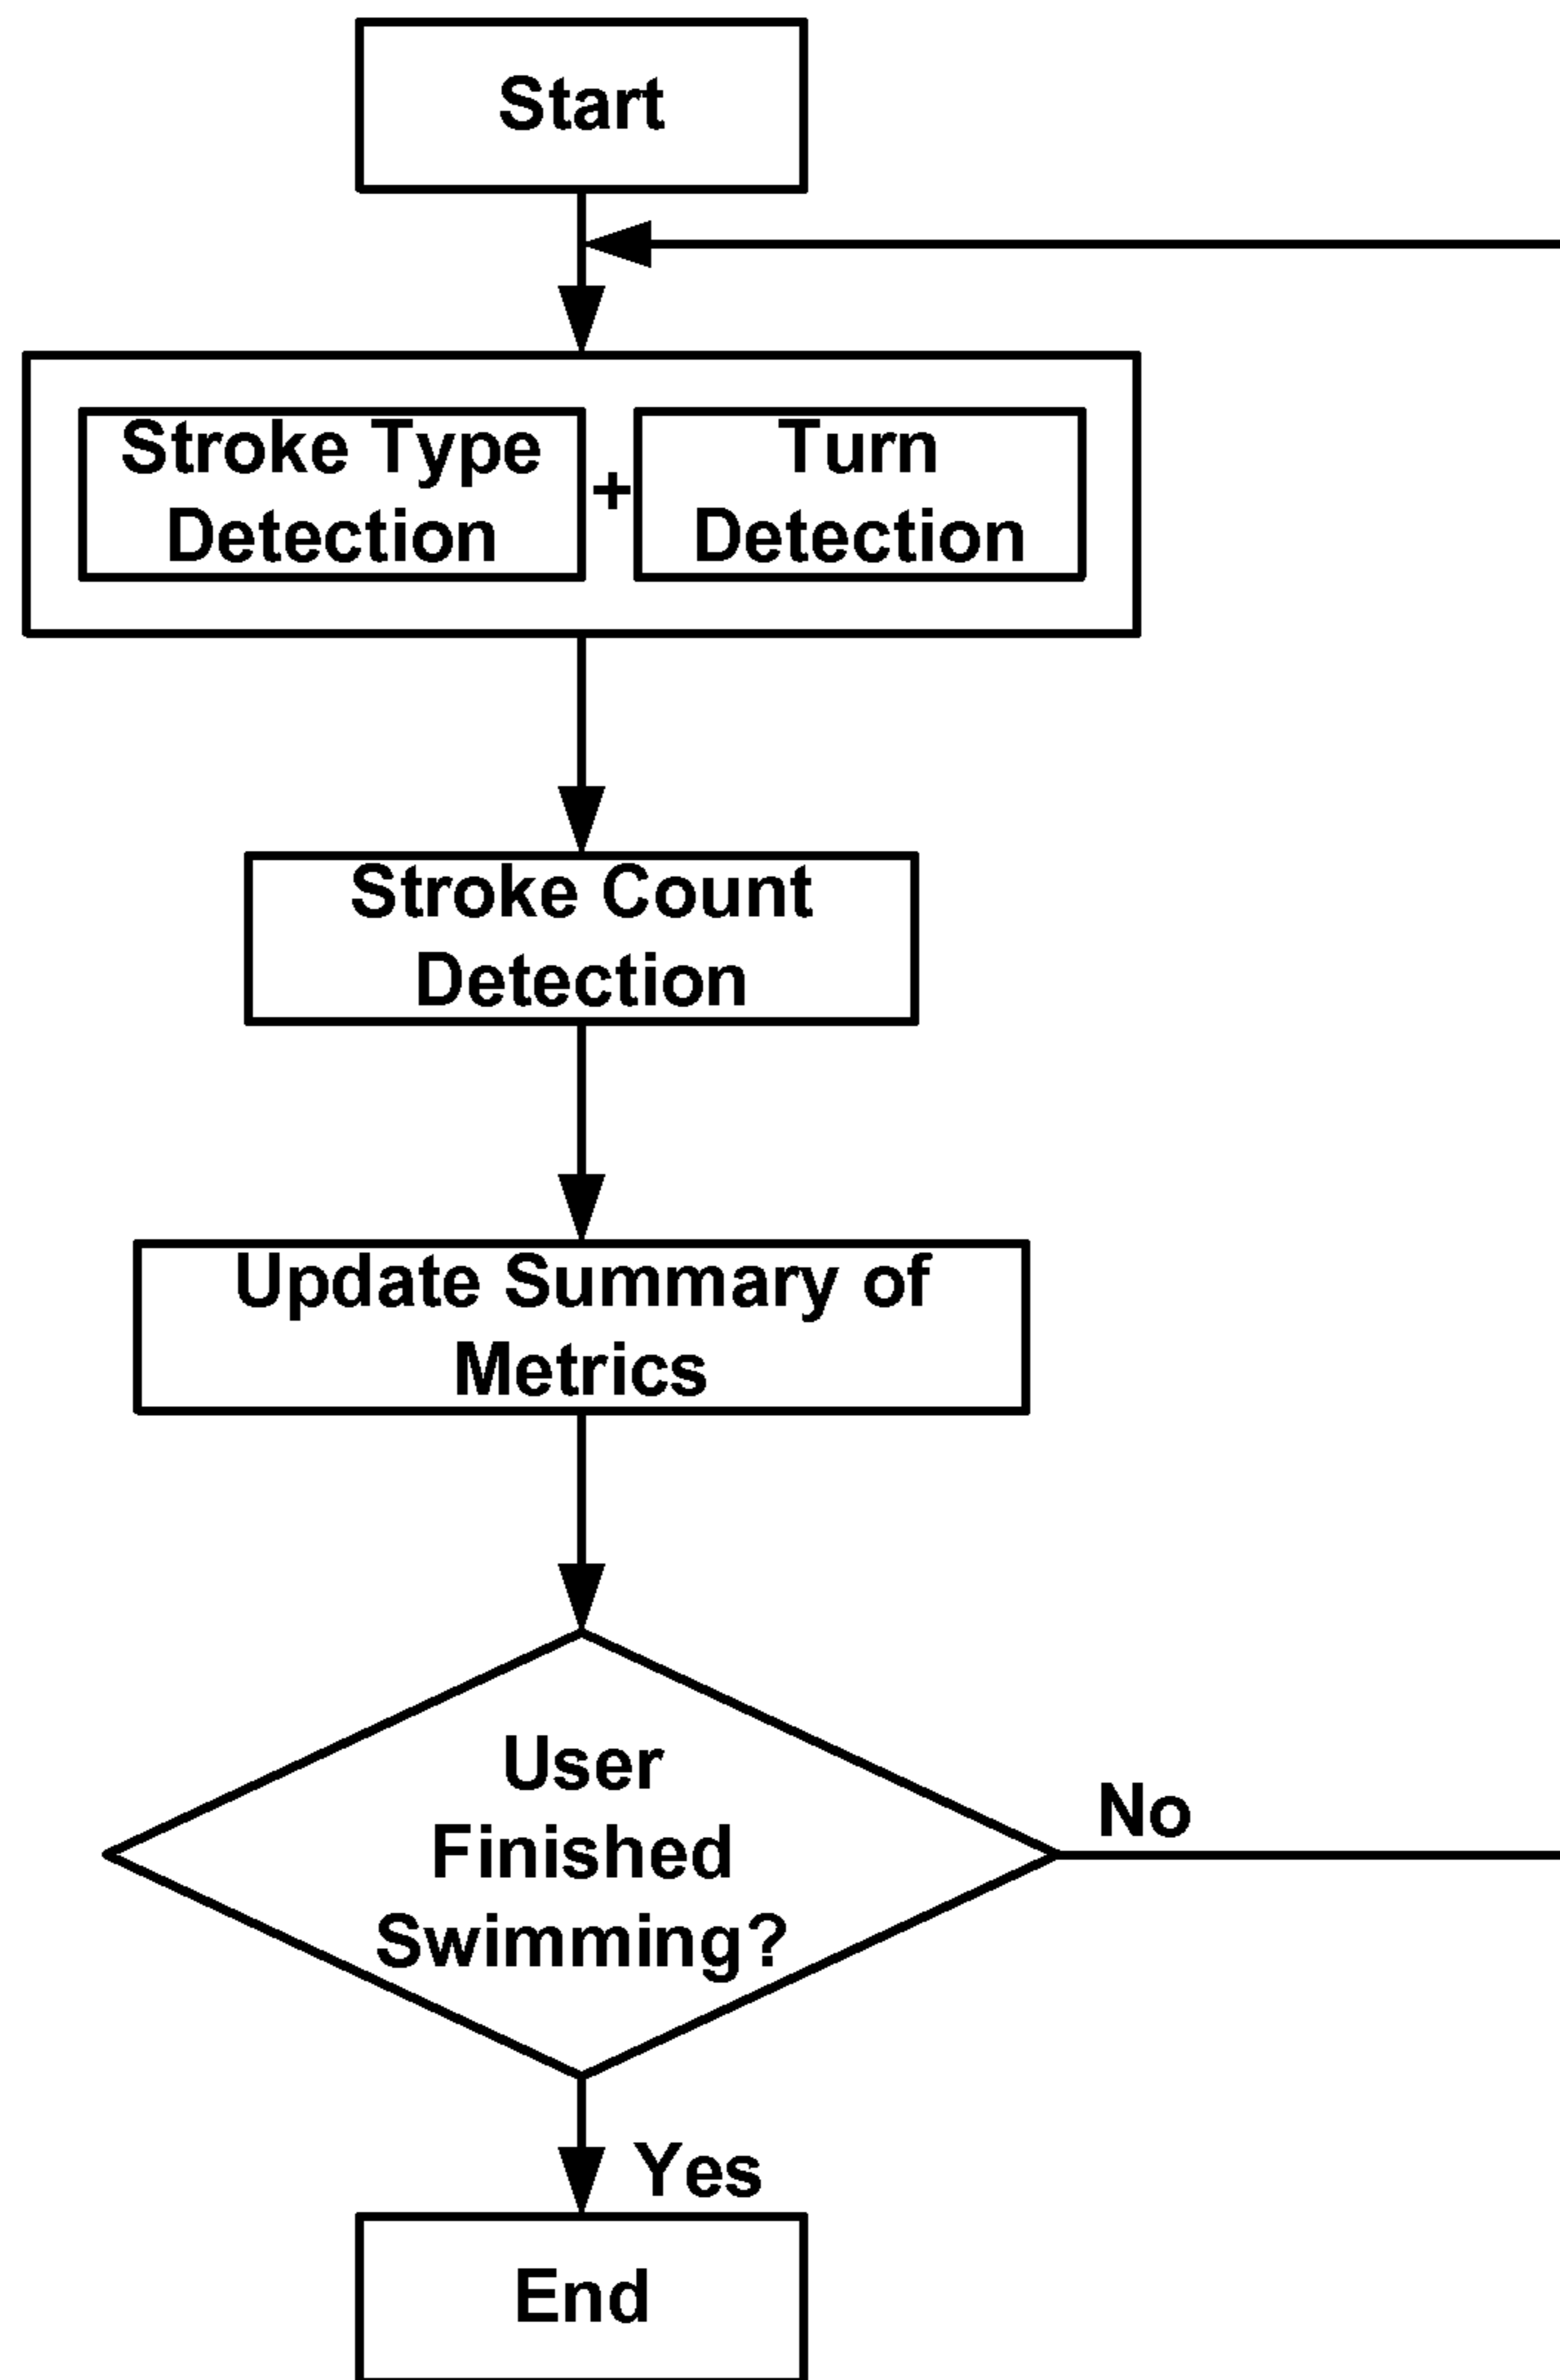 Start
Stroke Type
Detection
+
Turn
Detection
Stroke Count
Detection
Update Summary of
Metrics
User
Finished
Swimming?
No
Yes
End